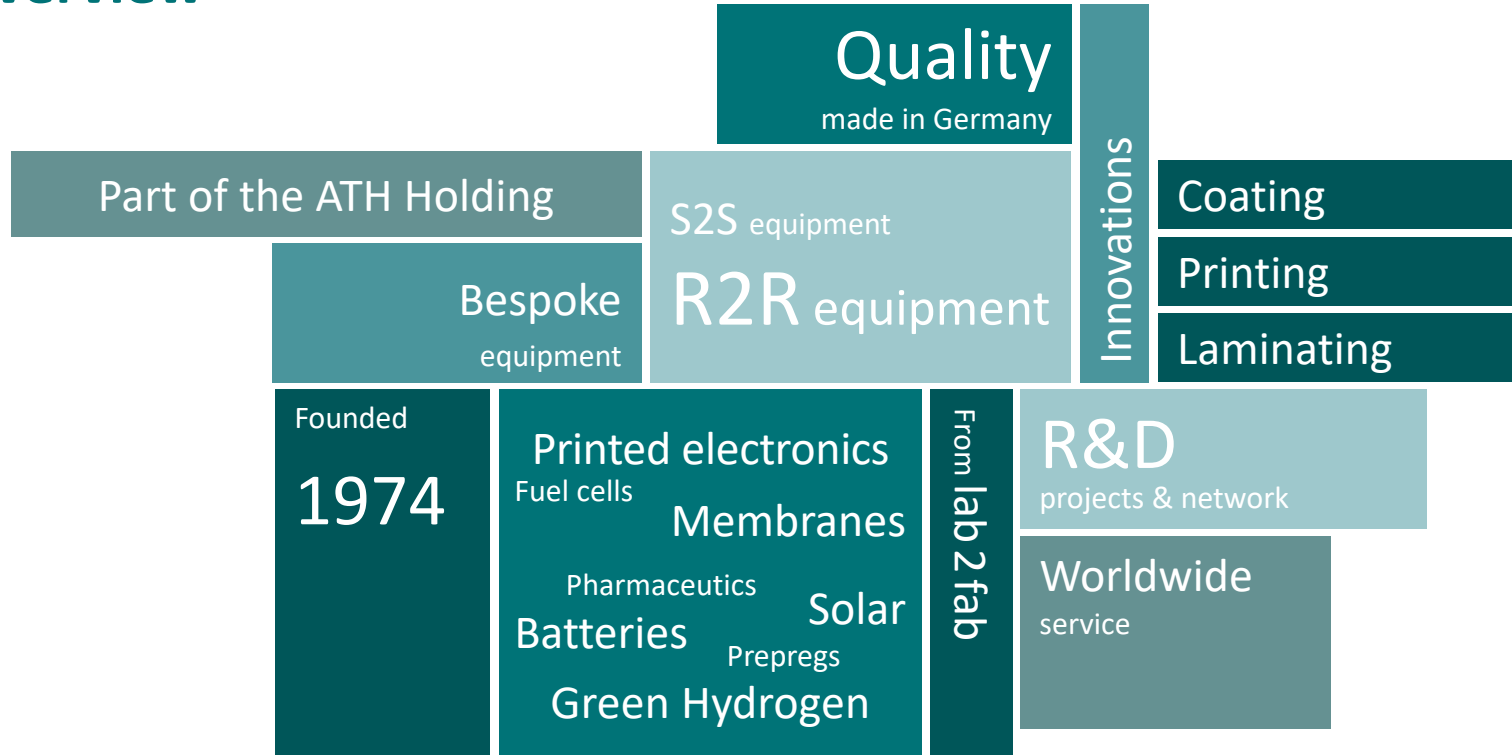 Quality
made in Germany
Innovations
Part of the ATH Holding
S2S equipment
R2R equipment
Coating
Printing
Laminating
Bespoke
equipment
Founded
1974
Printed electronics
Fuel cells
Membranes
Pharmaceutics
Solar
Batteries
Prepregs
Green Hydrogen
From lab 2 fab
R&D
projects & network
Worldwide
service